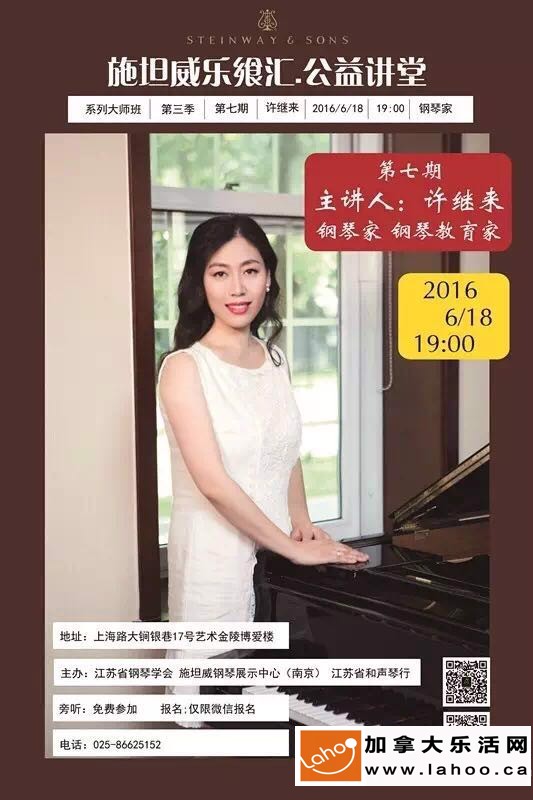 STEINWAY & SONS
施坦威乐飨汇.公益讲堂
系列大师班 第三季 第七期 许继来 2016/6/18 19:00 钢琴家
第七期
主讲人：许继来
钢琴家 钢琴教育家
2016
6/18
19:00
地址：上海路大锏银巷17号艺术金陵博爱楼
主办：江苏省钢琴学会 施坦威钢琴展示中心（南京） 江苏省和声琴行
旁听：免费参加 报名;仅限微信报名
电话：025-86625152
Lahoo
加拿大乐活网
www.lahoo.ca